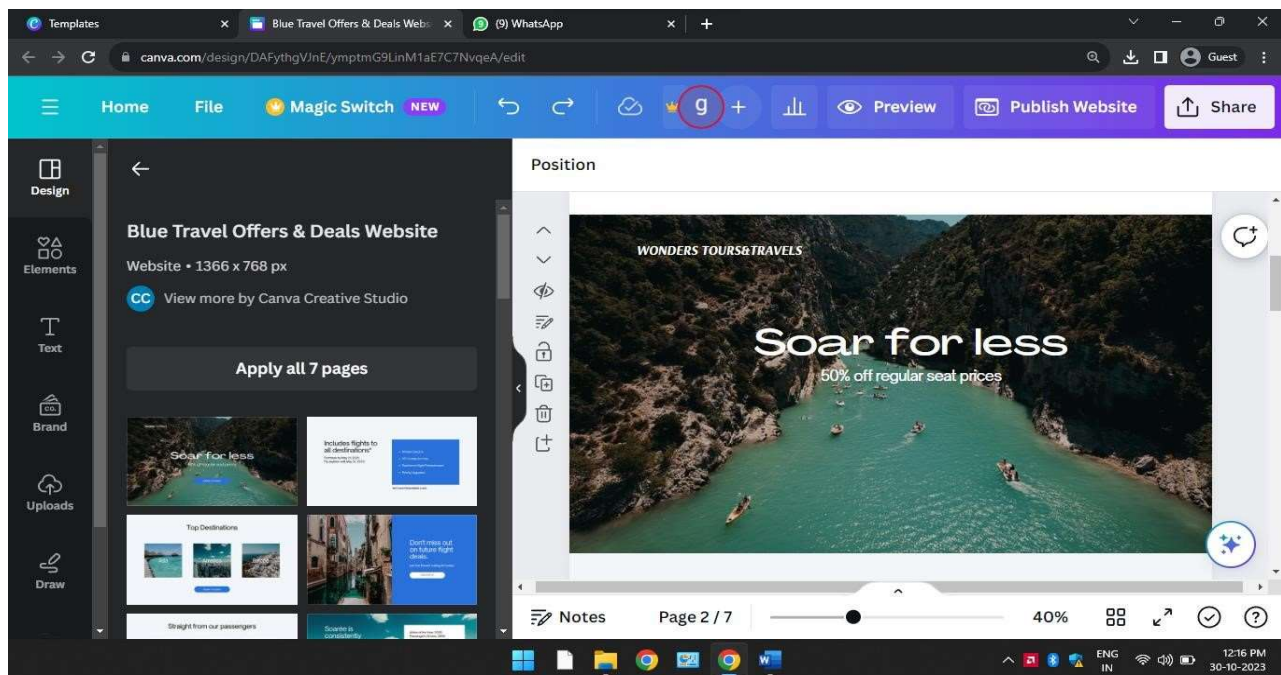 Templates
Blue Travel Offers & Deals Webs
(9) WhatsApp
canva.com/design/DAFythgVJnE/ymptmG9LinM1aE7C7NvqeA/edit
Guest
Home File Magic Switch NEW g + Preview Publish Website Share
Design
Elements
Text
Brand
Uploads
Draw
Blue Travel Offers & Deals Website
Website • 1366 x 768 px
CC View more by Canva Creative Studio
Apply all 7 pages
Soar for less
Includes flights to
all destinations*
Top Destinations
Don't miss out
on future flight
deals.
Straight from our passengers
Soarite is
consistently
Position
WONDERS TOURS&TRAVELS
Soar for less
50% off regular seat prices
Notes Page 2 / 7 40%
ENG
IN
12:16 PM
30-10-2023